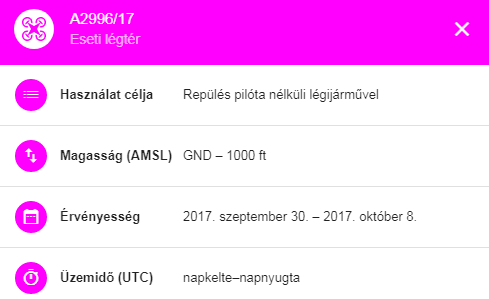 A2996/17
Eseti légtér
Használat célja Repülés pilóta nélküli légijárművel
Magasság (AMSL) GND – 1000 ft
Érvényesség 2017. szeptember 30. – 2017. október 8.
Üzemidő (UTC) napkelte–napnyugta